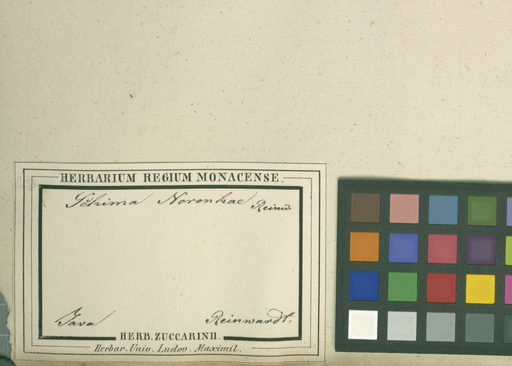 HERBARIUM REGIUM MONACENSE.
Schima Noronhae Reinw.
Java Reinwardt.
HERB. ZUCCARINII.
Herbar. Univ. Ludov. Maximil.